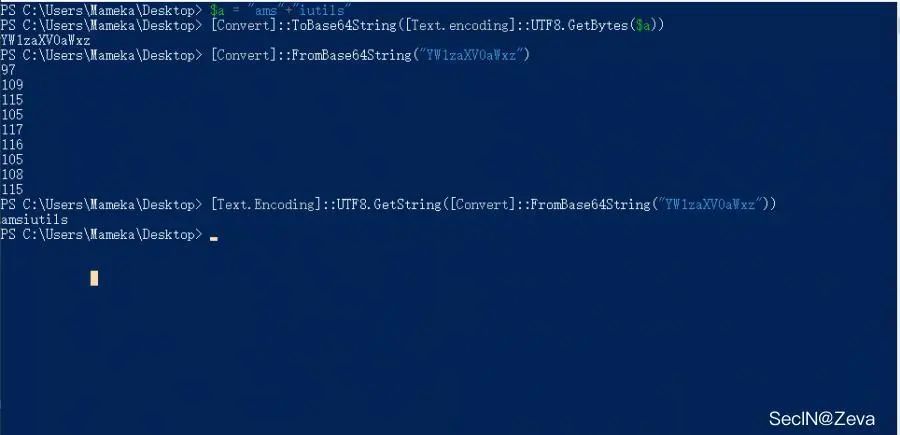 PS C:\Users\Mameka\Desktop> $a = "ams"+"iutils"
PS C:\Users\Mameka\Desktop> [Convert]::ToBase64String([Text.encoding]::UTF8.GetBytes($a))
YW1zaXV0aWxz
PS C:\Users\Mameka\Desktop> [Convert]::FromBase64String("YW1zaXV0aWxz")
97
109
115
105
117
116
105
108
115
PS C:\Users\Mameka\Desktop> [Text.Encoding]::UTF8.GetString([Convert]::FromBase64String("YW1zaXV0aWxz"))
amsiutils
PS C:\Users\Mameka\Desktop>
SecIN@Zeva